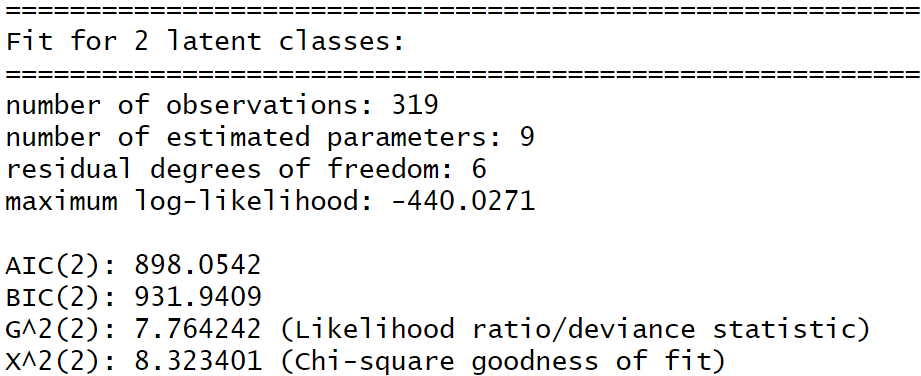 =========================================================
Fit for 2 latent classes:
=========================================================
number of observations: 319
number of estimated parameters: 9
residual degrees of freedom: 6
maximum log-likelihood: -440.0271

AIC(2): 898.0542
BIC(2): 931.9409
G^2(2): 7.764242 (Likelihood ratio/deviance statistic)
X^2(2): 8.323401 (Chi-square goodness of fit)